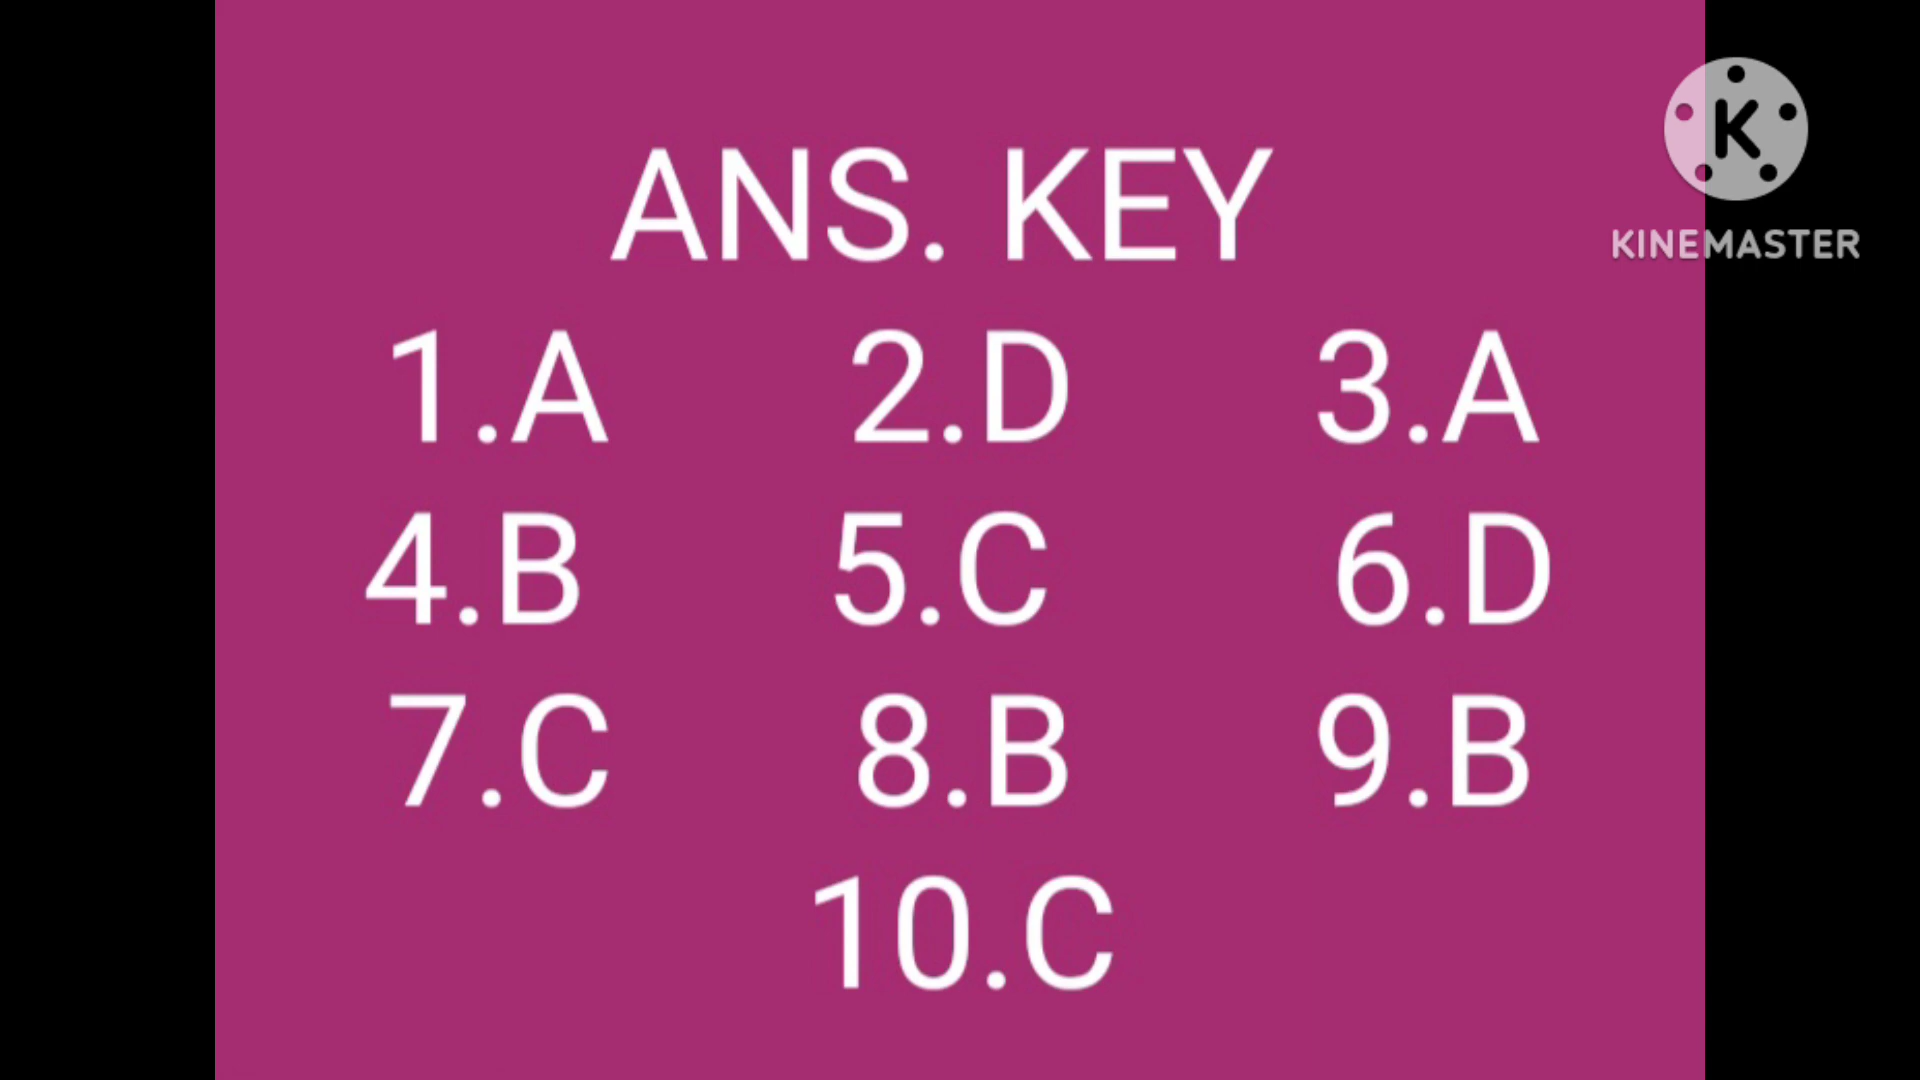 ANS. KEY
1.A 2.D 3.A
4.B 5.C 6.D
7.C 8.B 9.B
10.C
K
KINEMASTER